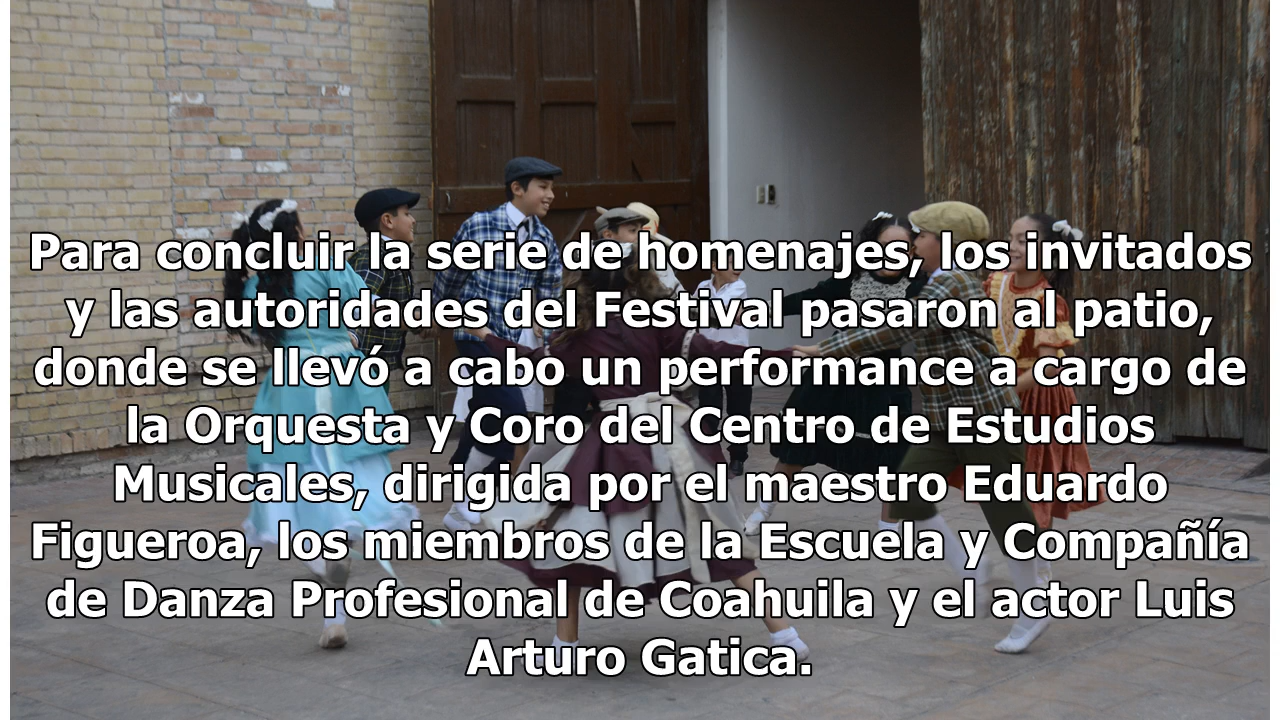 Para concluir la serie de homenajes, los invitados
y las autoridades del Festival pasaron al patio,
donde se llevó a cabo un performance a cargo de
la Orquesta y Coro del Centro de Estudios
Musicales, dirigida por el maestro Eduardo
Figueroa, los miembros de la Escuela y Compañía
de Danza Profesional de Coahuila y el actor Luis
Arturo Gatica.